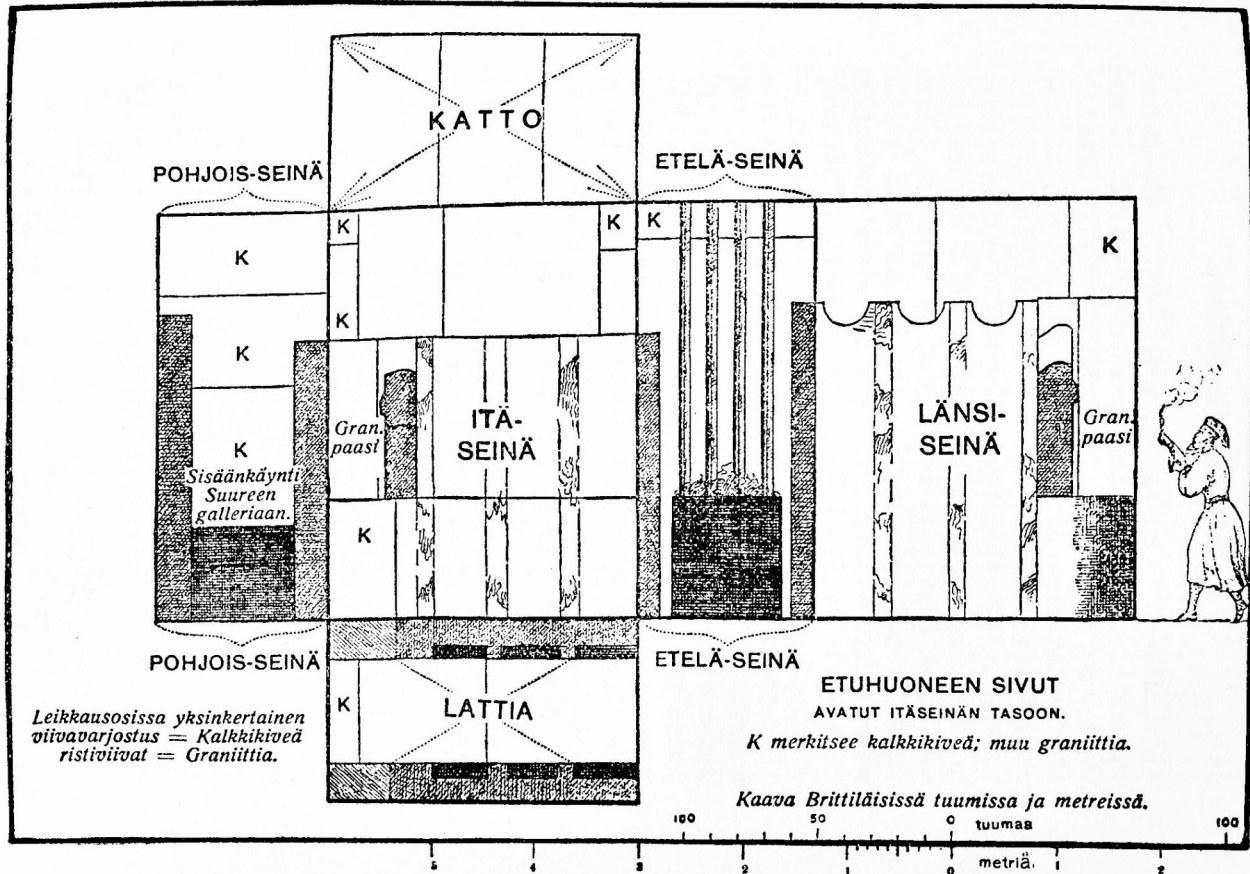 KATTO
POHJOIS-SEINÄ
ETELÄ-SEINÄ
K
K
K
K
K
K
K
K
Gran.
paasi
ITÄ-
SEINÄ
LÄNSI-
SEINÄ
Gran.
paasi
K
Sisäänkäynti
Suureen
galleriaan.
K
POHJOIS-SEINÄ
ETELÄ-SEINÄ
K
LATTIA
Leikkausosissa yksinkertainen
viivavarjostus = Kalkkikiveä
ristiviivat = Graniittia.
ETUHUONEEN SIVUT
AVATUT ITÄSEINÄN TASOON.
K merkitsee kalkkikiveä; muu graniittia.
Kaava Brittiläisissä tuumissa ja metreissä.
100 50 0 tuumaa 100
5 4 3 2 1 0 metriä. 1 2